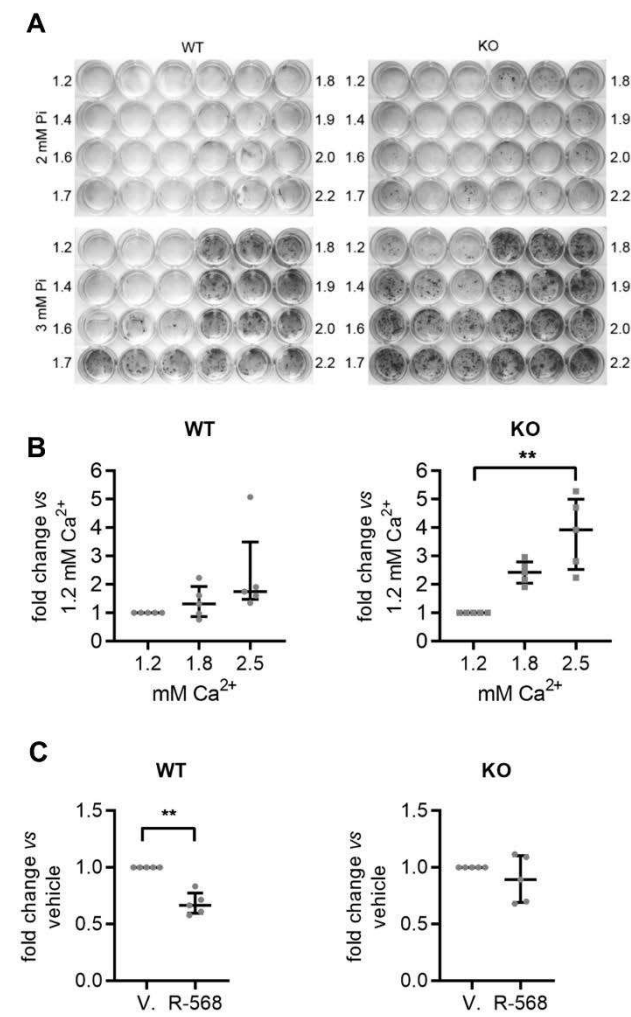 A
WT KO
1.2 1.8 1.2 1.8
1.4 1.9 1.4 1.9
2 mM Pi
1.6 2.0 1.6 2.0
1.7 2.2 1.7 2.2
1.2 1.8 1.2 1.8
1.4 1.9 1.4 1.9
3 mM Pi
1.6 2.0 1.6 2.0
1.7 2.2 1.7 2.2
B
WT
fold change vs
1.2 mM Ca²⁺
6
5
4
3
2
1
0
1.2 1.8 2.5
mM Ca²⁺
KO
**
fold change vs
1.2 mM Ca²⁺
6
5
4
3
2
1
0
1.2 1.8 2.5
mM Ca²⁺
C
WT
**
fold change vs
vehicle
1.5
1.0
0.5
0.0
V. R-568
KO
fold change vs
vehicle
1.5
1.0
0.5
0.0
V. R-568